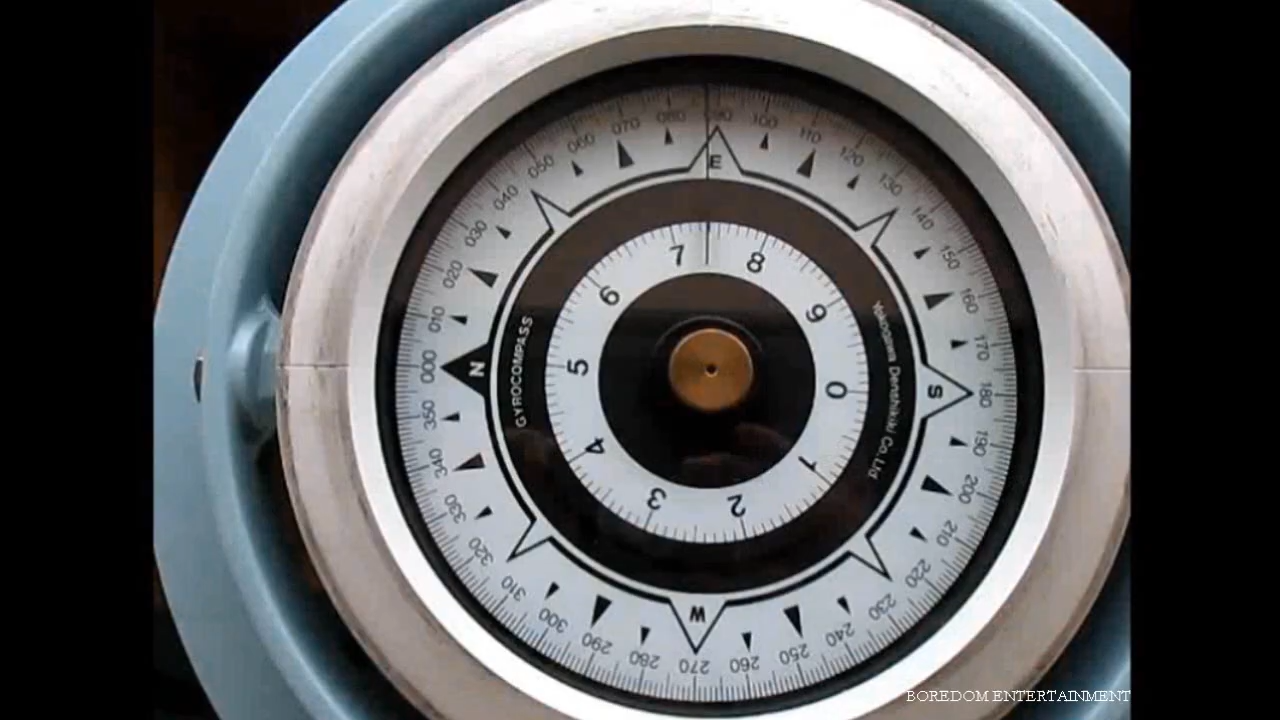 000 010 020 030 040 050 060 070 080 090 100 110 120 130 140 150 160 170 180 190 200 210 220 230 240 250 260 270 280 290 300 310 320 330 340 350
N
E
S
W
GYROCOMPASS
Yokogawa Denshikiki Co.,Ltd
0 1 2 3 4 5 6 7 8 9
BOREDOM ENTERTAINMENT